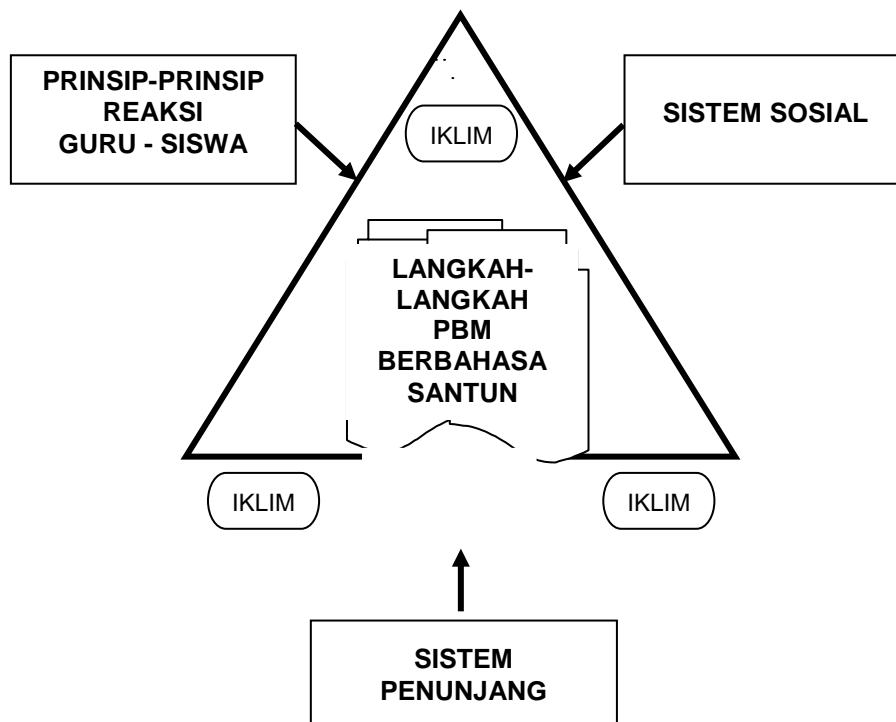 PRINSIP-PRINSIP
REAKSI
GURU - SISWA
SISTEM SOSIAL
IKLIM
LANGKAH-
LANGKAH
PBM
BERBAHASA
SANTUN
IKLIM
IKLIM
SISTEM
PENUNJANG